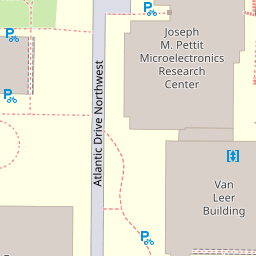 Joseph
M. Pettit
Microelectronics
Research
Center
Atlantic Drive Northwest
Van
Leer
Building
P
P
P
P
P